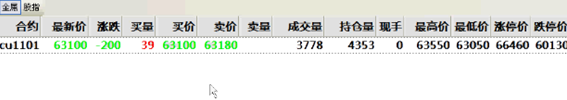 金属 股指
合约 最新价 涨跌 买量 买价 卖价 卖量 成交量 持仓量 现手 最高价 最低价 涨停价 跌停价
cu1101 63100 -200 39 63100 63180 3778 4353 0 63550 63050 66460 60130